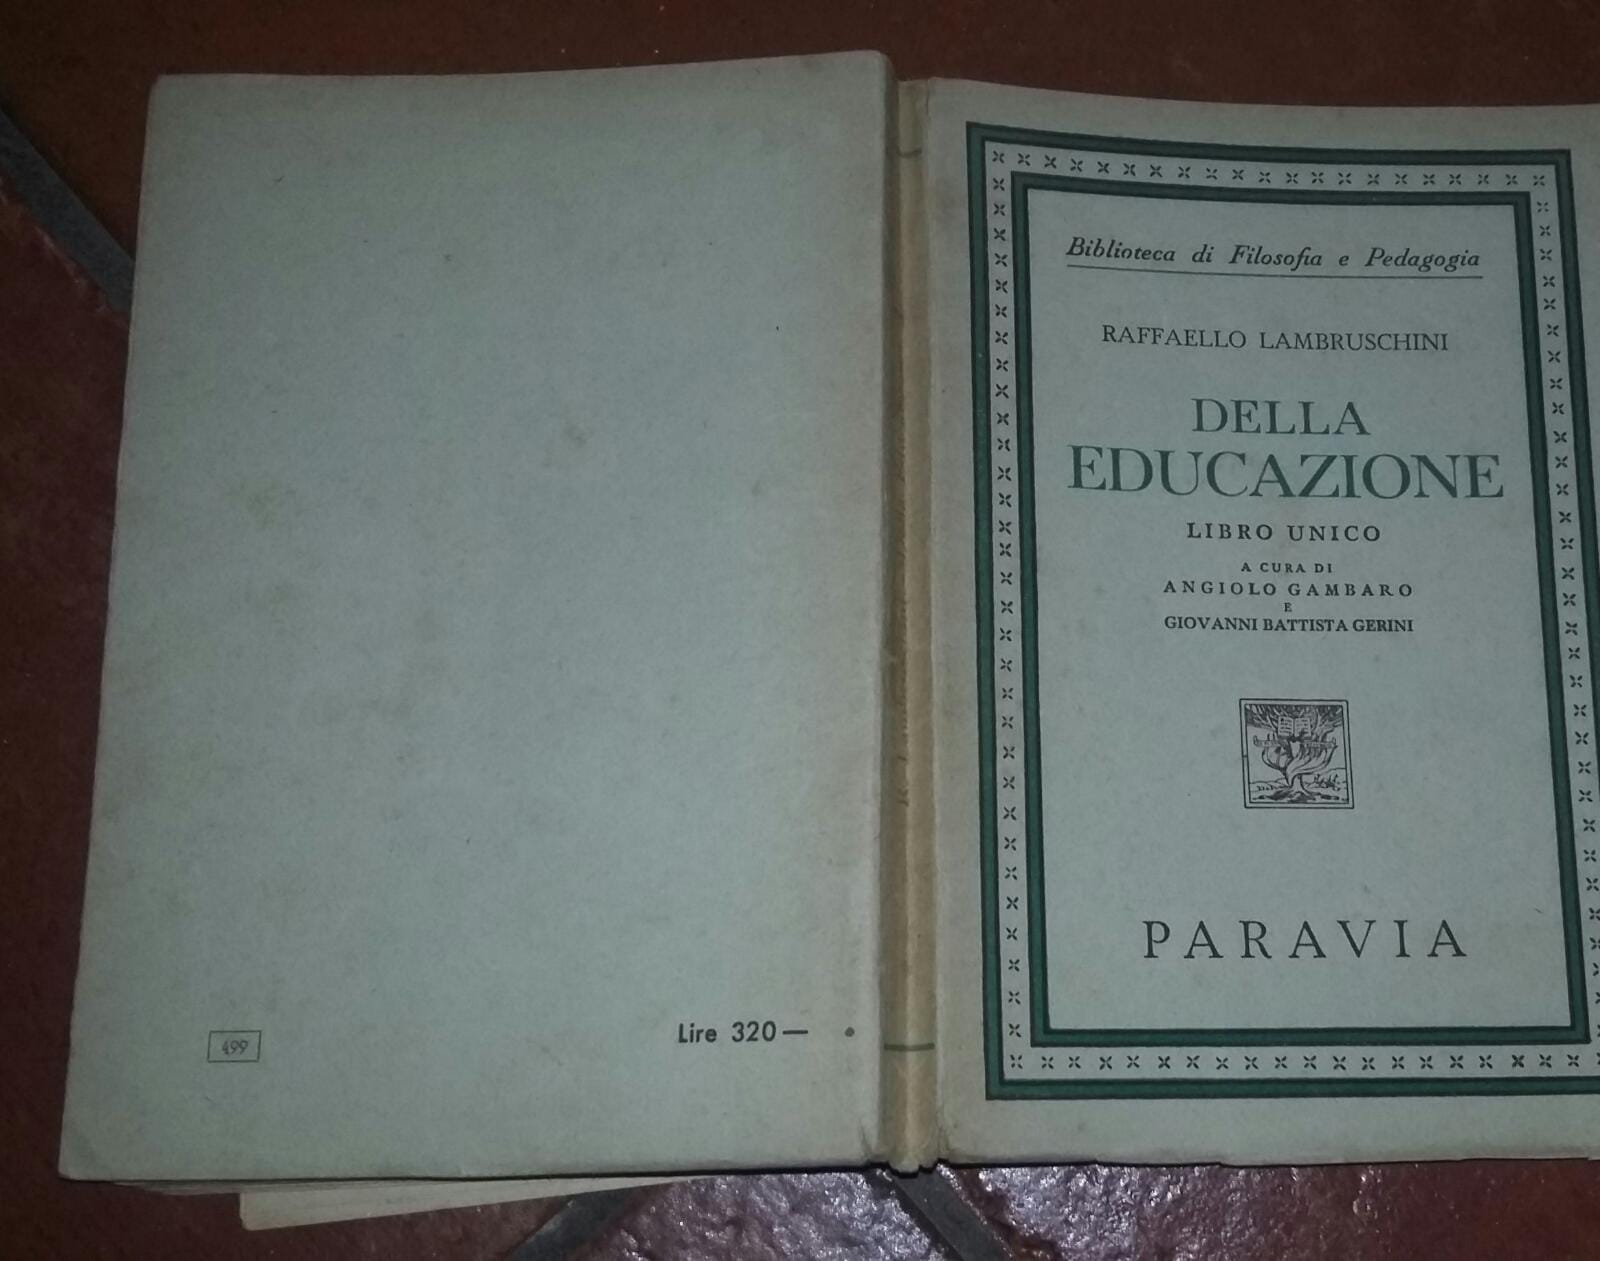 Biblioteca di Filosofia e Pedagogia
RAFFAELLO LAMBRUSCHINI
DELLA
EDUCAZIONE
LIBRO UNICO
A CURA DI
ANGIOLO GAMBARO
E
GIOVANNI BATTISTA GERINI
PARAVIA
499
Lire 320 —